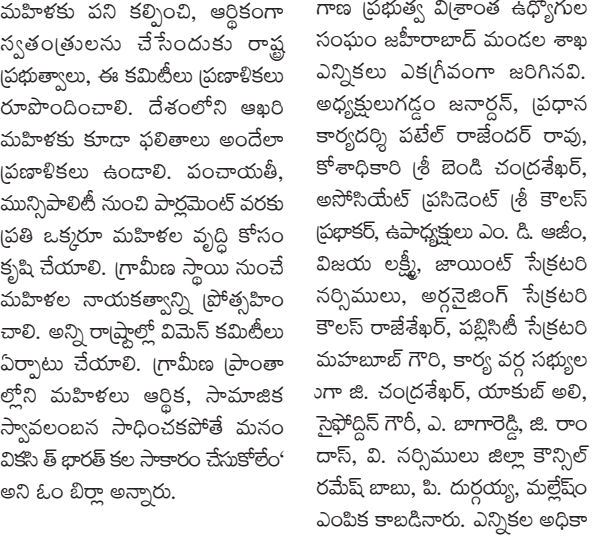 మహిళకు పని కల్పించి, ఆర్థికంగా
స్వతంత్రులను చేసేందుకు రాష్ట్ర
ప్రభుత్వాలు, ఈ కమిటీలు ప్రణాళికలు
రూపొందించాలి. దేశంలోని ఆఖరి
మహిళకు కూడా ఫలితాలు అందేలా
ప్రణాళికలు ఉండాలి. పంచాయతీ,
మున్సిపాలిటీ నుంచి పార్లమెంట్ వరకు
ప్రతి ఒక్కరూ మహిళల వృద్ధి కోసం
కృషి చేయాలి. గ్రామీణ స్థాయి నుంచే
మహిళల నాయకత్వాన్ని ప్రోత్సహిం
చాలి. అన్ని రాష్ట్రాల్లో విమెన్ కమిటీలు
ఏర్పాటు చేయాలి. గ్రామీణ ప్రాంతా
ల్లోని మహిళలు ఆర్థిక, సామాజిక
స్వావలంబన సాధించకపోతే మనం
వికసి త్ భారత్ కల సాకారం చేసుకోలేం'
అని ఓం బిర్లా అన్నారు.
గాణ ప్రభుత్వ విశ్రాంత ఉద్యోగుల
సంఘం జహీరాబాద్ మండల శాఖ
ఎన్నికలు ఎకగ్రీవంగా జరిగినవి.
అధ్యక్షులుగడ్డం జనార్దన్, ప్రధాన
కార్యదర్శి పటేల్ రాజేందర్ రావు,
కోశాధికారి శ్రీ బెండి చంద్రశేఖర్,
అసోసియేట్ ప్రసిడెంట్ శ్రీ కౌలస్
ప్రభాకర్, ఉపాధ్యక్షులు ఎం. డి. ఆజీం,
విజయ లక్ష్మీ, జాయింట్ సేక్రటరి
నర్సిములు, అర్గనైజింగ్ సేక్రటరి
కౌలస్ రాజేశేఖర్, పబ్లిసిటీ సేక్రటరి
మహబూబ్ గౌరి, కార్య వర్గ సభ్యుల
ుగా జి. చంద్రశేఖర్, యాకుబ్ అలి,
సైఫోద్దిన్ గౌరీ, ఎ. బాగారెడ్డి, జి. రాం
దాస్, వి. నర్సిములు జిల్లా కౌన్సిల్
రమేష్ బాబు, పి. దుర్గయ్య, మల్లేష్ం
ఎంపిక కాబడినారు. ఎన్నికల అధికా